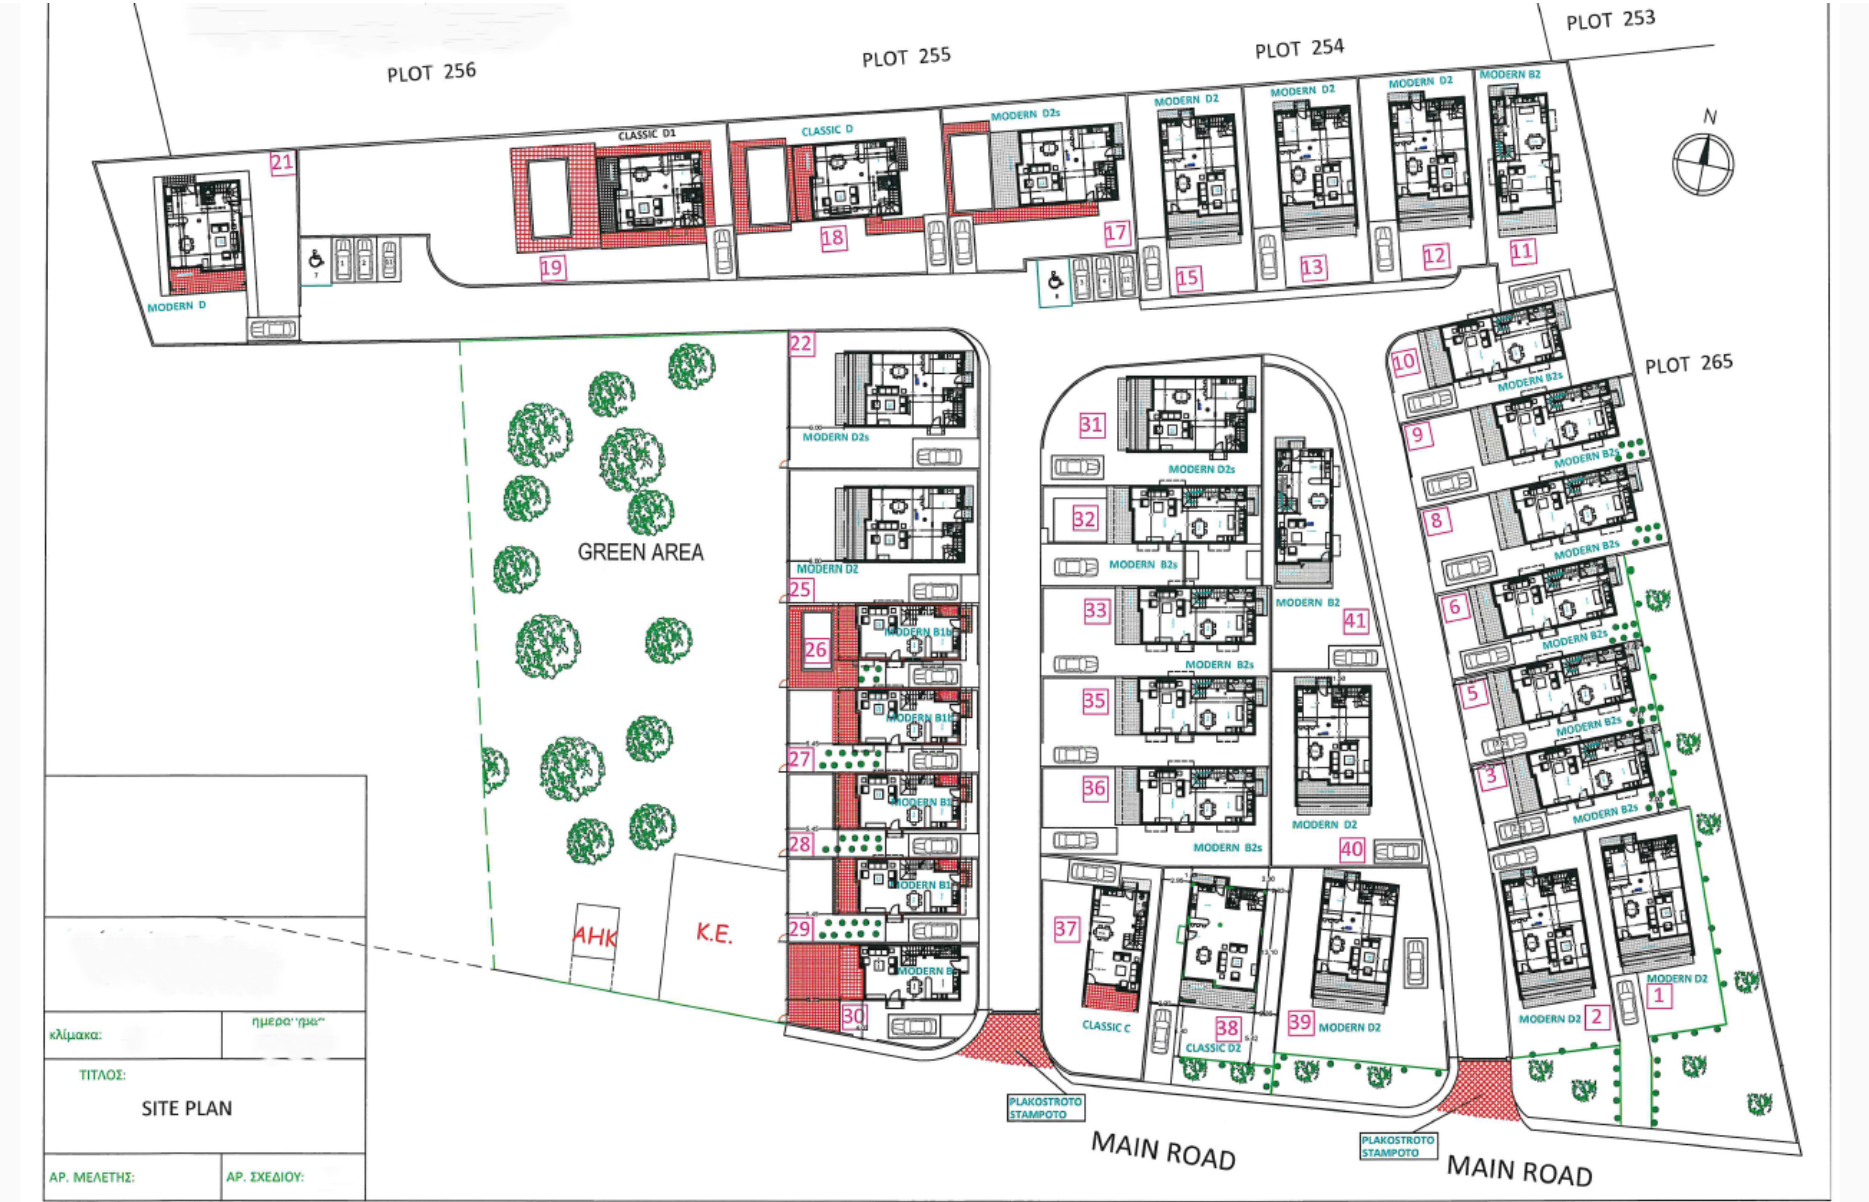 PLOT 253
PLOT 254
PLOT 255
PLOT 256
N
MODERN B2
MODERN D2
MODERN D2
MODERN D2
MODERN D2s
CLASSIC D
CLASSIC D1
21
19
18
17
15
13
12
11
MODERN D
22
MODERN D2s
31
MODERN D2s
10
MODERN B2s
PLOT 265
9
MODERN B2s
GREEN AREA
MODERN D2
25
32
MODERN B2s
8
MODERN B2s
26
MODERN B1b
33
MODERN B2s
MODERN B2
41
6
MODERN B2s
27
MODERN B1b
35
5
MODERN B2s
28
MODERN B1
36
MODERN B2s
MODERN D2
40
3
MODERN B2s
29
MODERN B1
AHK
K.E.
30
MODERN B
37
CLASSIC C
38
CLASSIC D2
39
MODERN D2
MODERN D2
2
MODERN D2
1
PLAKOSTROTO
STAMPOTO
PLAKOSTROTO
STAMPOTO
MAIN ROAD
MAIN ROAD
κλίμακα:
ΤΙΤΛΟΣ:
SITE PLAN
ΑΡ. ΜΕΛΕΤΗΣ:
ΑΡ. ΣΧΕΔΙΟΥ: